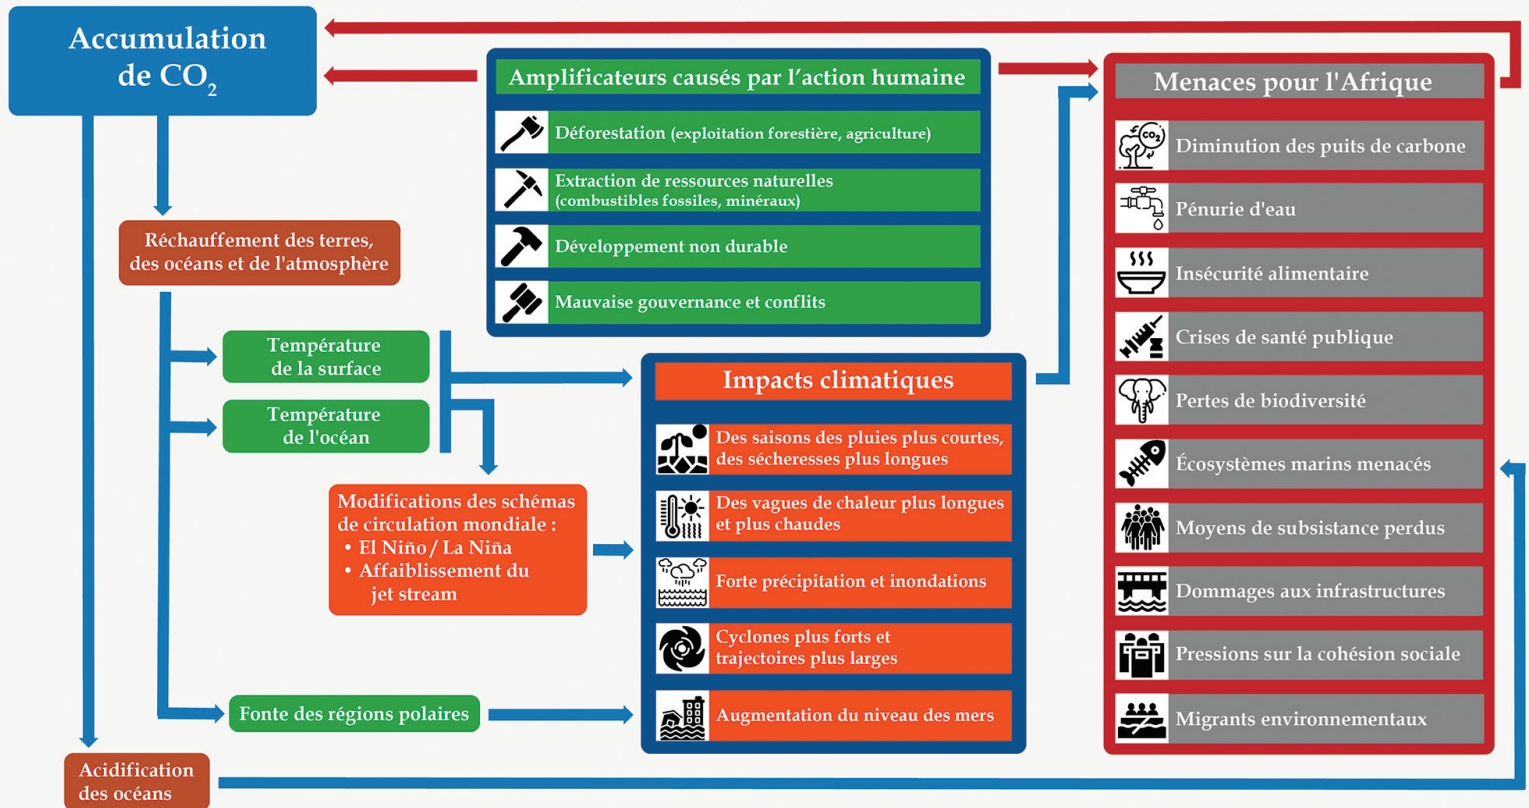 Accumulation
de CO₂
Amplificateurs causés par l’action humaine
Déforestation (exploitation forestière, agriculture)
Extraction de ressources naturelles
(combustibles fossiles, minéraux)
Développement non durable
Mauvaise gouvernance et conflits
Menaces pour l'Afrique
CO₂
Diminution des puits de carbone
Pénurie d'eau
Insécurité alimentaire
Crises de santé publique
Pertes de biodiversité
Écosystèmes marins menacés
Moyens de subsistance perdus
Dommages aux infrastructures
Pressions sur la cohésion sociale
Migrants environnementaux
Réchauffement des terres,
des océans et de l'atmosphère
Température
de la surface
Température
de l'océan
Modifications des schémas
de circulation mondiale :
• El Niño / La Niña
• Affaiblissement du
jet stream
Impacts climatiques
Des saisons des pluies plus courtes,
des sécheresses plus longues
Des vagues de chaleur plus longues
et plus chaudes
Forte précipitation et inondations
Cyclones plus forts et
trajectoires plus larges
Augmentation du niveau des mers
Fonte des régions polaires
Acidification
des océans